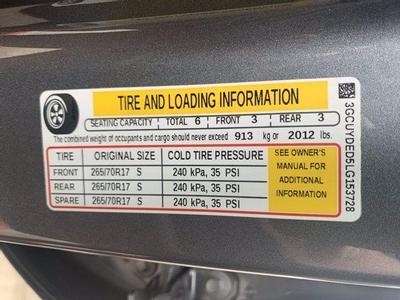 TIRE AND LOADING INFORMATION
SEATING CAPACITY TOTAL 6 FRONT 3 REAR 3
The combined weight of occupants and cargo should never exceed 913 kg or 2012 lbs.
TIRE ORIGINAL SIZE COLD TIRE PRESSURE
FRONT 265/70R17 S 240 kPa, 35 PSI
REAR 265/70R17 S 240 kPa, 35 PSI
SPARE 265/70R17 S 240 kPa, 35 PSI
SEE OWNER'S
MANUAL FOR
ADDITIONAL
INFORMATION
3GCUYDED5LG153728